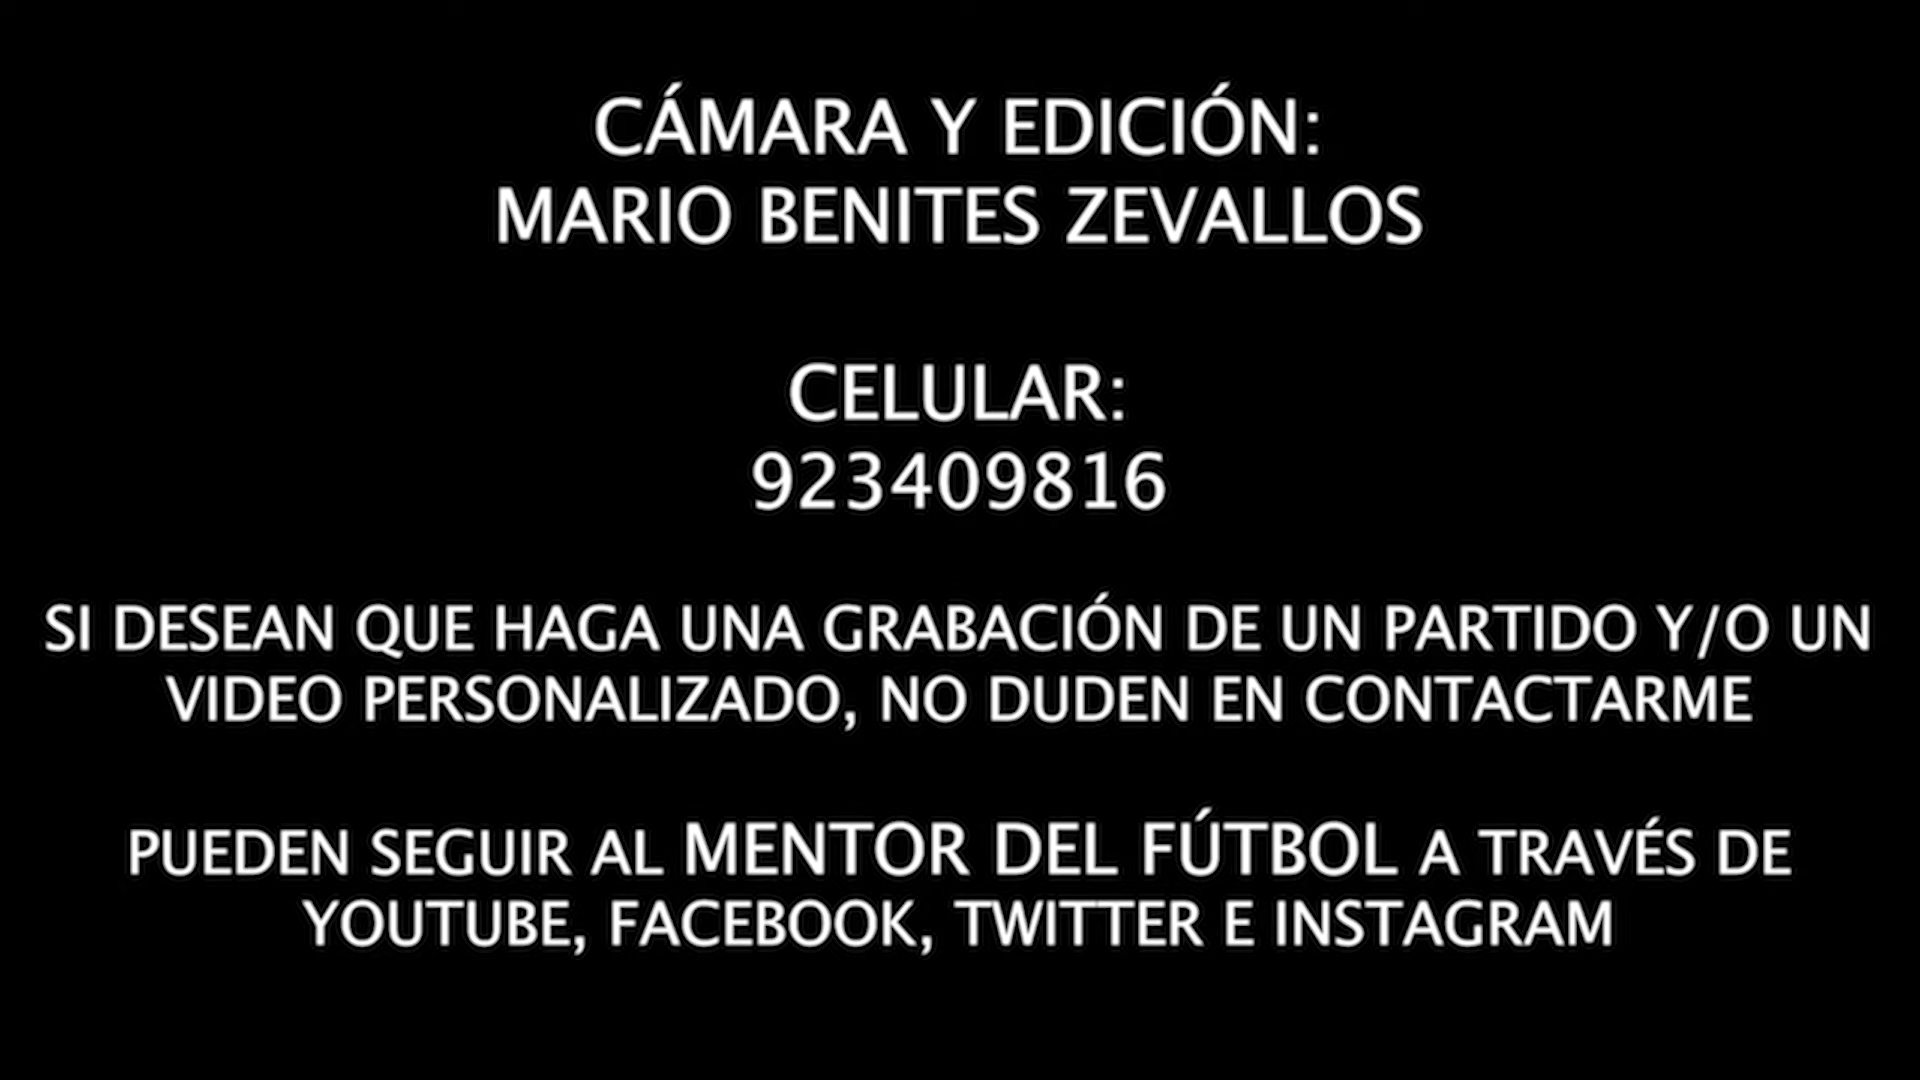 CÁMARA Y EDICIÓN:
MARIO BENITES ZEVALLOS
CELULAR:
923409816
SI DESEAN QUE HAGA UNA GRABACIÓN DE UN PARTIDO Y/O UN
VIDEO PERSONALIZADO, NO DUDEN EN CONTACTARME
PUEDEN SEGUIR AL MENTOR DEL FÚTBOL A TRAVÉS DE
YOUTUBE, FACEBOOK, TWITTER E INSTAGRAM